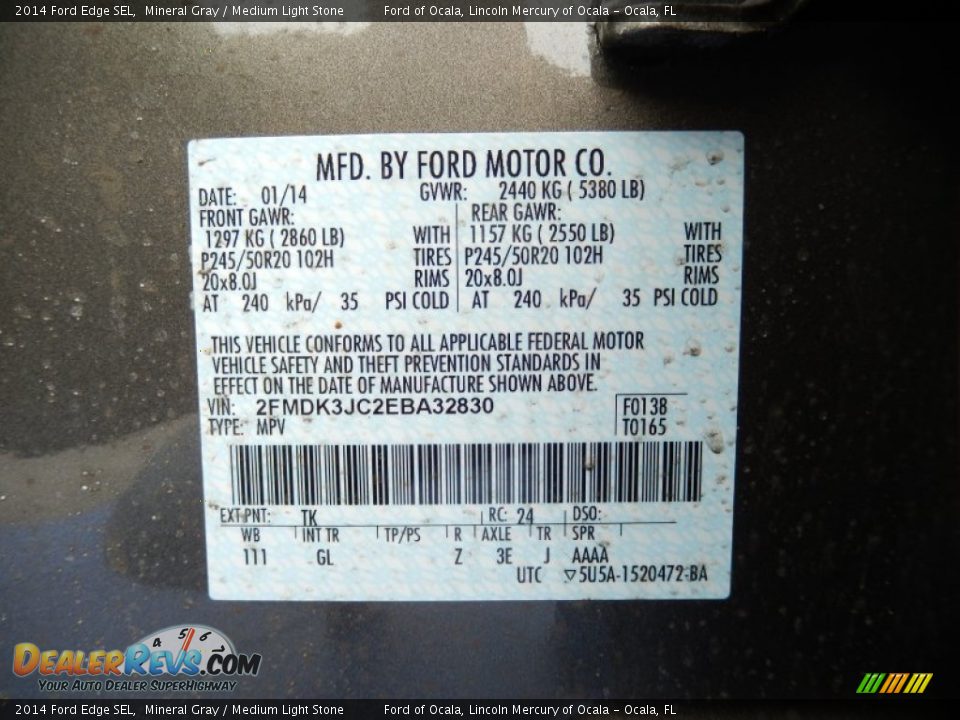 2014 Ford Edge SEL, Mineral Gray / Medium Light Stone Ford of Ocala, Lincoln Mercury of Ocala - Ocala, FL
MFD. BY FORD MOTOR CO.
DATE: 01/14 GVWR: 2440 KG ( 5380 LB)
FRONT GAWR: REAR GAWR:
1297 KG ( 2860 LB) WITH 1157 KG ( 2550 LB) WITH
P245/50R20 102H TIRES P245/50R20 102H TIRES
20x8.0J RIMS 20x8.0J RIMS
AT 240 kPa/ 35 PSI COLD AT 240 kPa/ 35 PSI COLD
THIS VEHICLE CONFORMS TO ALL APPLICABLE FEDERAL MOTOR
VEHICLE SAFETY AND THEFT PREVENTION STANDARDS IN
EFFECT ON THE DATE OF MANUFACTURE SHOWN ABOVE.
VIN: 2FMDK3JC2EBA32830 F0138
TYPE: MPV T0165
EXT PNT: TK RC: 24 DSO:
WB INT TR TP/PS R AXLE TR SPR
111 GL Z 3E J AAAA
UTC ▽5U5A-1520472-BA
4 5 6
DEALERREVS.COM
YOUR AUTO DEALER SUPERHIGHWAY
2014 Ford Edge SEL, Mineral Gray / Medium Light Stone Ford of Ocala, Lincoln Mercury of Ocala - Ocala, FL